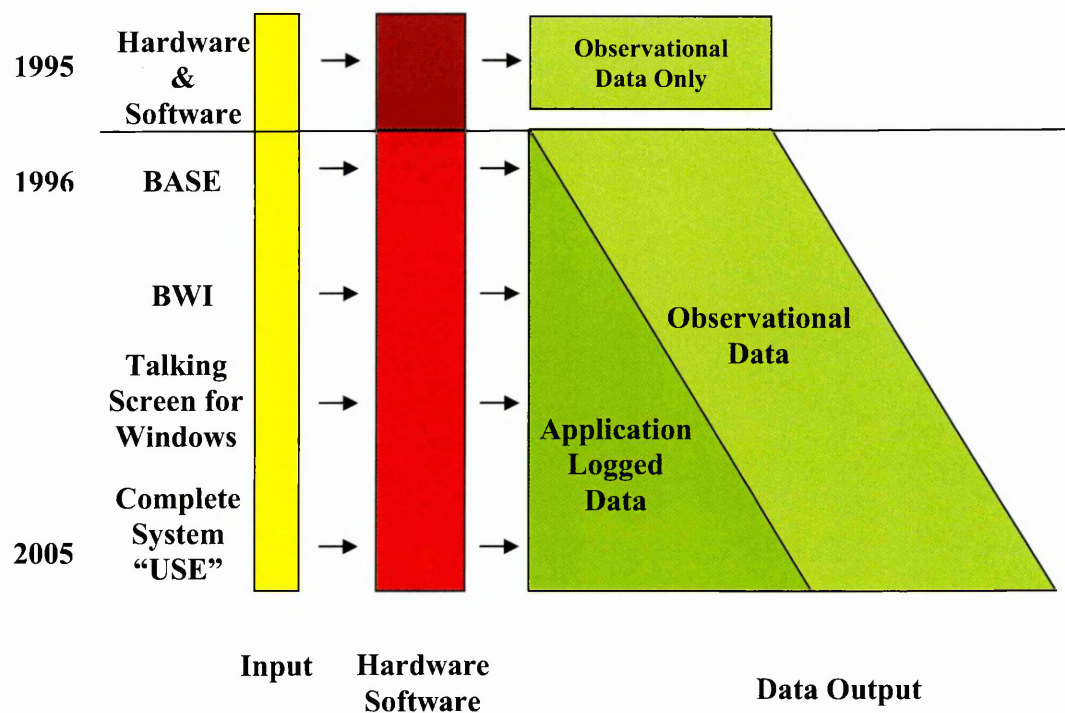 1995
Hardware
&
Software
Observational
Data Only
1996
BASE
BWI
Talking
Screen for
Windows
Observational
Data
Application
Logged
Data
Complete
System
“USE”
2005
Input
Hardware
Software
Data Output